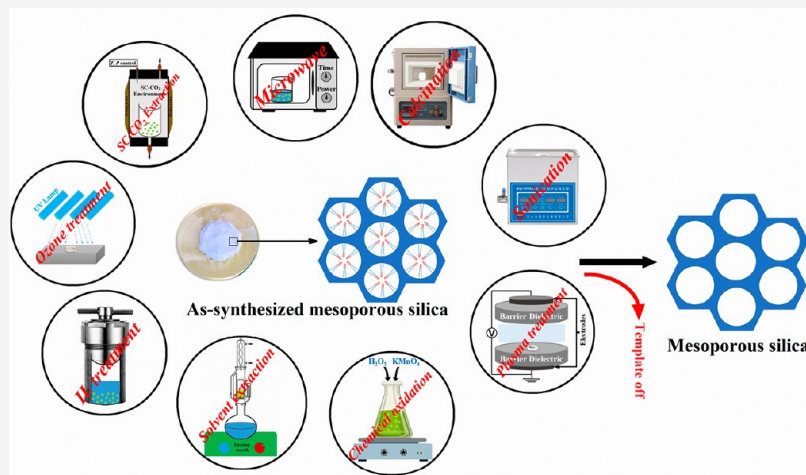 T, P control
SC-CO₂
Environment
SC-CO₂ Extraction
Time
Power
Microwave
Calcination
UV Lamp
Ozone treatment
Sonication
As-synthesized mesoporous silica
Barrier Dielectric
V
Electrodes
Barrier Dielectric
Plasma treatment
Template off
Mesoporous silica
IL treatment
Solvent extraction
H₂O₂ KMnO₄
Chemical oxidation